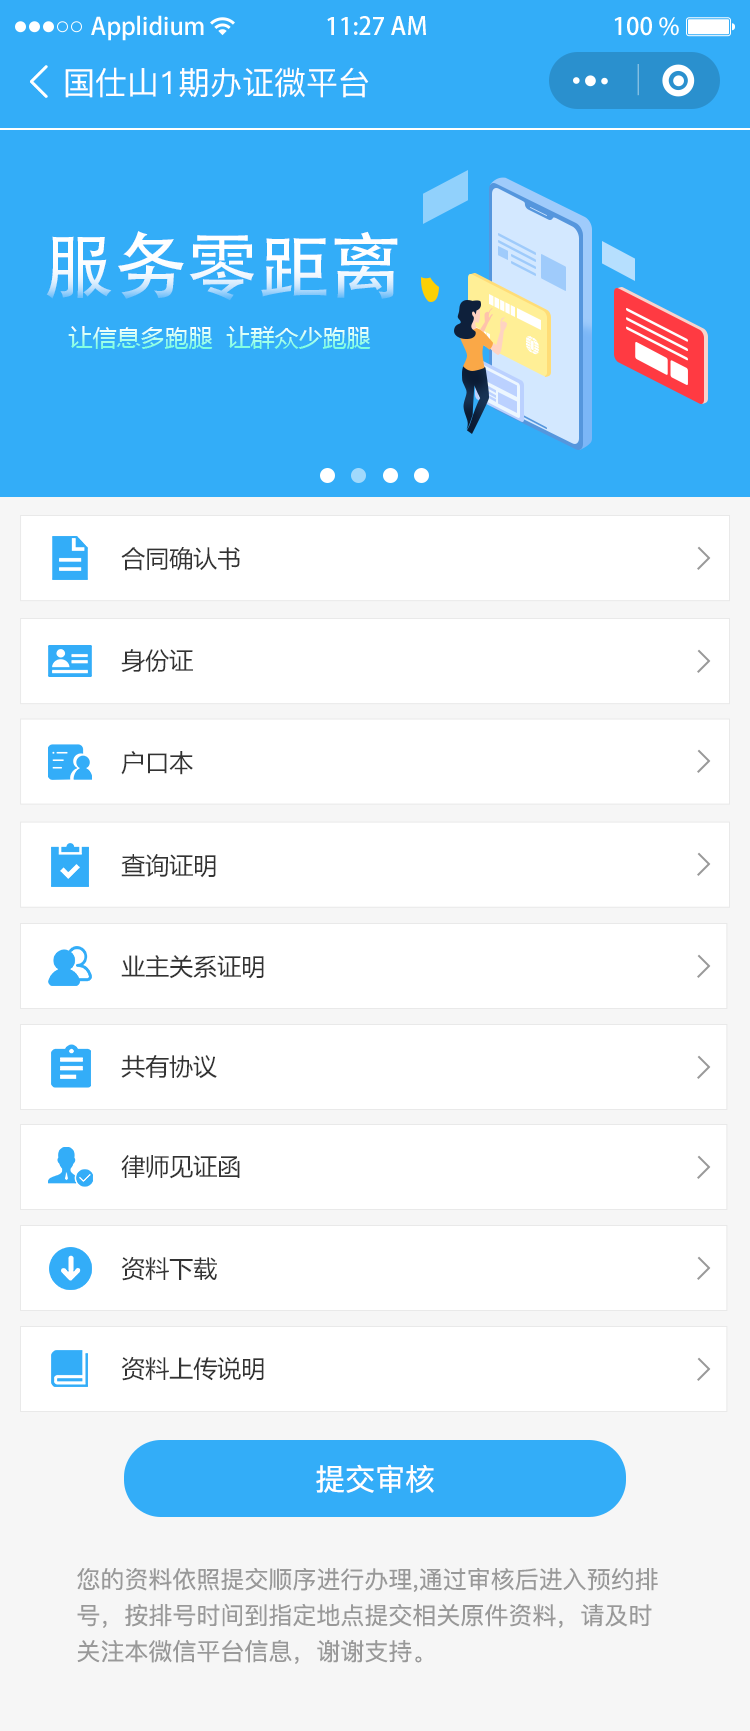 Applidium 11:27 AM 100 %
国仕山1期办证微平台
服务零距离
让信息多跑腿 让群众少跑腿
合同确认书
身份证
户口本
查询证明
业主关系证明
共有协议
律师见证函
资料下载
资料上传说明
提交审核
您的资料依照提交顺序进行办理,通过审核后进入预约排
号，按排号时间到指定地点提交相关原件资料，请及时
关注本微信平台信息，谢谢支持。